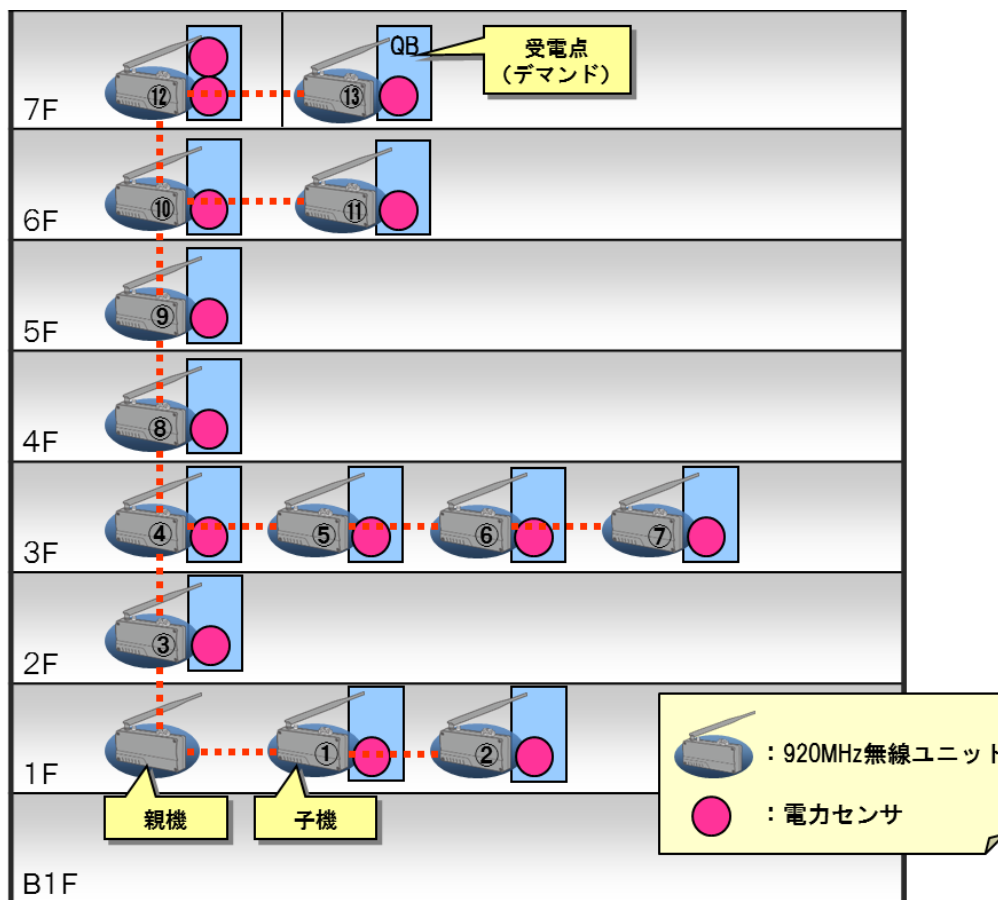 QB
受電点
(デマンド)
⑫
⑬
7F
⑩
⑪
6F
⑨
5F
⑧
4F
④
⑤
⑥
⑦
3F
③
2F
①
②
1F
：920MHz無線ユニット
親機
子機
：電力センサ
B1F